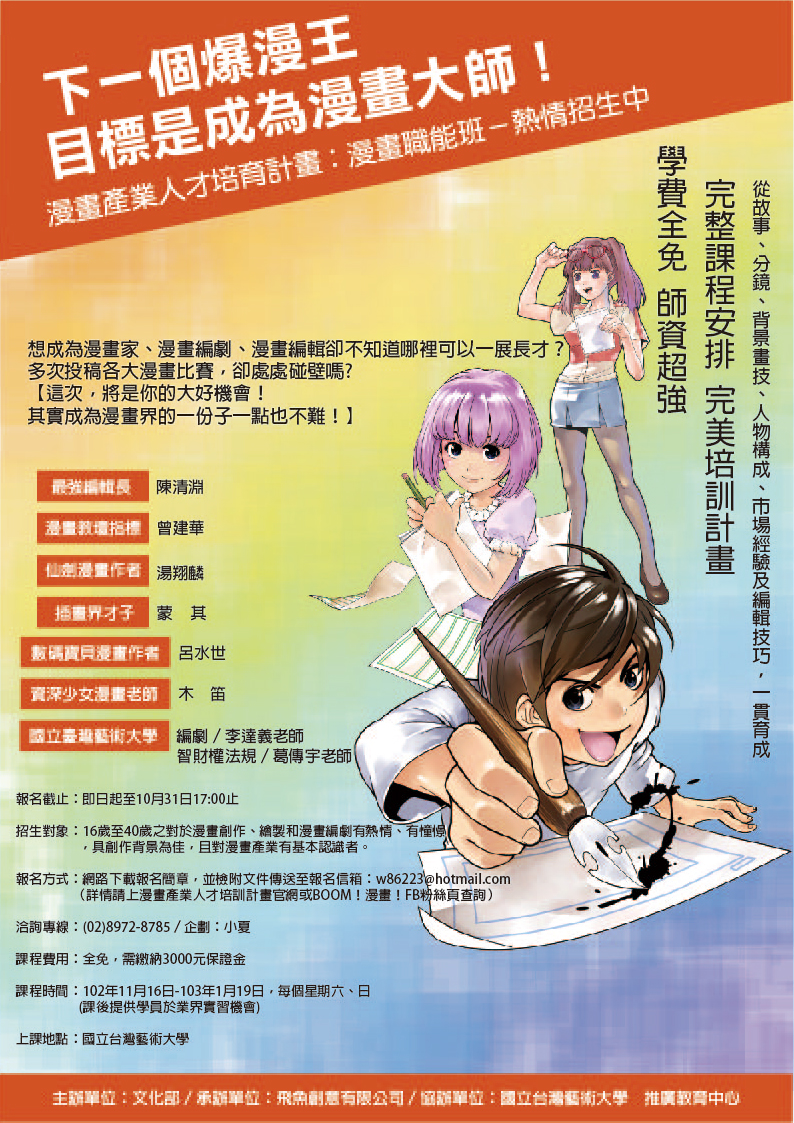 下一個爆漫王
目標是成為漫畫大師！
漫畫產業人才培育計畫：漫畫職能班－熱情招生中
從故事、分鏡、背景畫技、人物構成、市場經驗及編輯技巧，一貫育成
完整課程安排 完美培訓計畫
學費全免 師資超強
想成為漫畫家、漫畫編劇、漫畫編輯卻不知道哪裡可以一展長才？
多次投稿各大漫畫比賽，卻處處碰壁嗎?
【這次，將是你的大好機會！
其實成為漫畫界的一份子一點也不難！】
最強編輯長 陳清淵
漫畫教壇指標 曾建華
仙劍漫畫作者 湯翔麟
插畫界才子 蒙 其
數碼寶貝漫畫作者 呂水世
資深少女漫畫老師 木 笛
國立臺灣藝術大學 編劇／李達義老師
智財權法規／葛傳宇老師
報名截止：即日起至10月31日17:00止
招生對象：16歲至40歲之對於漫畫創作、繪製和漫畫編劇有熱情、有憧憬
，具創作背景為佳，且對漫畫產業有基本認識者。
報名方式：網路下載報名簡章，並檢附文件傳送至報名信箱：w86223@hotmail.com
（詳情請上漫畫產業人才培訓計畫官網或BOOM！漫畫！FB粉絲頁查詢）
洽詢專線：(02)8972-8785 / 企劃：小夏
課程費用：全免，需繳納3000元保證金
課程時間：102年11月16日-103年1月19日，每個星期六、日
(課後提供學員於業界實習機會)
上課地點：國立台灣藝術大學
主辦單位：文化部 / 承辦單位：飛魚創意有限公司 / 協辦單位：國立台灣藝術大學 推廣教育中心